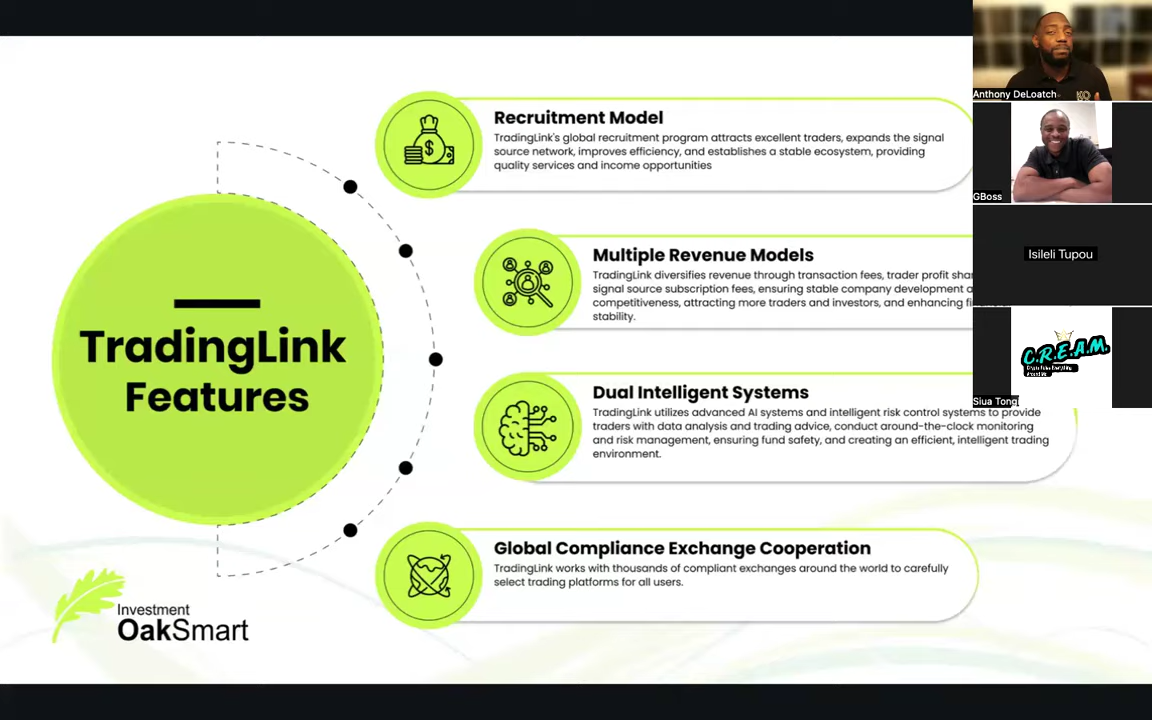 TradingLink
Features
Recruitment Model
TradingLink's global recruitment program attracts excellent traders, expands the signal
source network, improves efficiency, and establishes a stable ecosystem, providing
quality services and income opportunities
Multiple Revenue Models
TradingLink diversifies revenue through transaction fees, trader profit
signal source subscription fees, ensuring stable company development
competitiveness, attracting more traders and investors, and enhancing
stability.
Dual Intelligent Systems
TradingLink utilizes advanced AI systems and intelligent risk control systems to provide
traders with data analysis and trading advice, conduct around-the-clock monitoring
and risk management, ensuring fund safety, and creating an efficient, intelligent trading
environment.
Global Compliance Exchange Cooperation
TradingLink works with thousands of compliant exchanges around the world to carefully
select trading platforms for all users.
Investment
OakSmart
Anthony DeLoatch
GBoss
Isileli Tupou
C.R.E.A.M.
Siua Tong